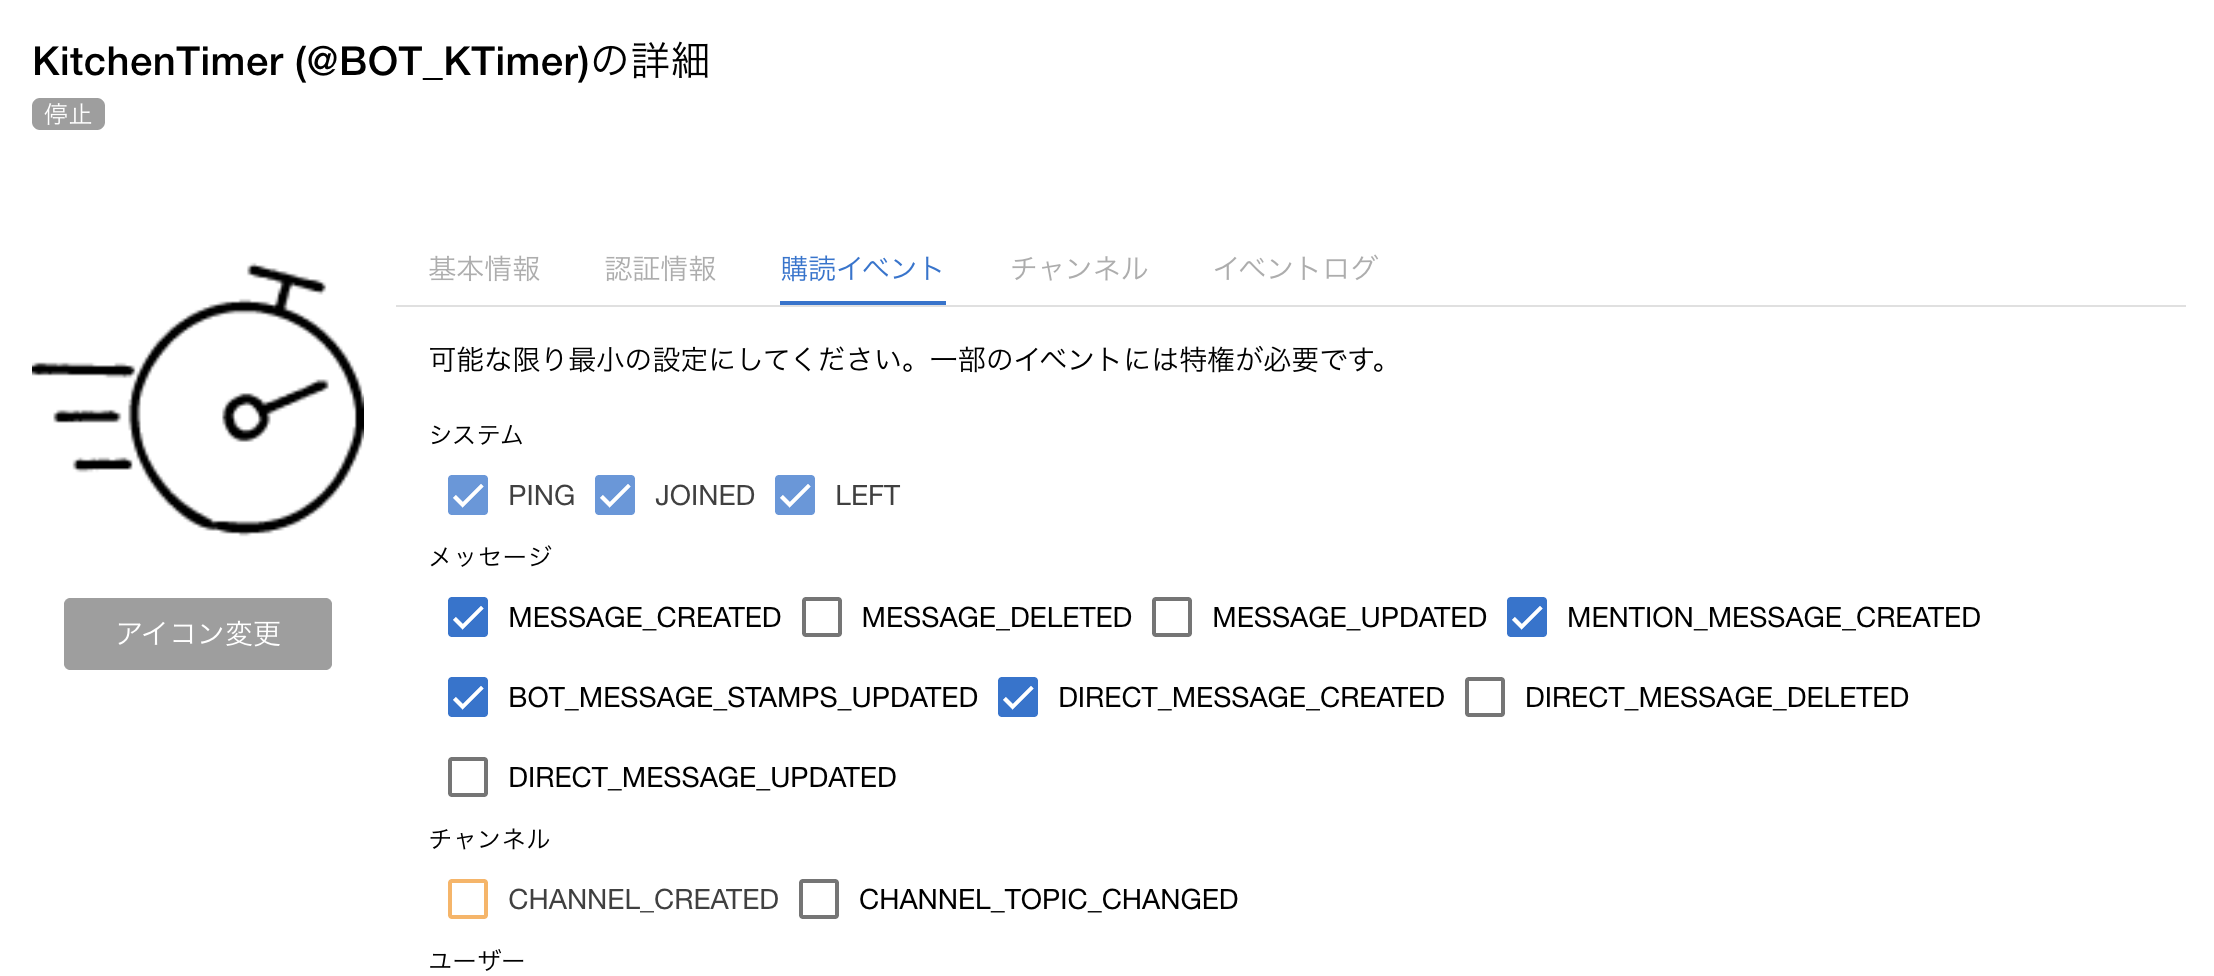 KitchenTimer (@BOT_KTimer)の詳細
停止
基本情報 認証情報 購読イベント チャンネル イベントログ
可能な限り最小の設定にしてください。一部のイベントには特権が必要です。
システム
PING JOINED LEFT
メッセージ
MESSAGE_CREATED MESSAGE_DELETED MESSAGE_UPDATED MENTION_MESSAGE_CREATED
BOT_MESSAGE_STAMPS_UPDATED DIRECT_MESSAGE_CREATED DIRECT_MESSAGE_DELETED
DIRECT_MESSAGE_UPDATED
チャンネル
CHANNEL_CREATED CHANNEL_TOPIC_CHANGED
ユーザー
アイコン変更